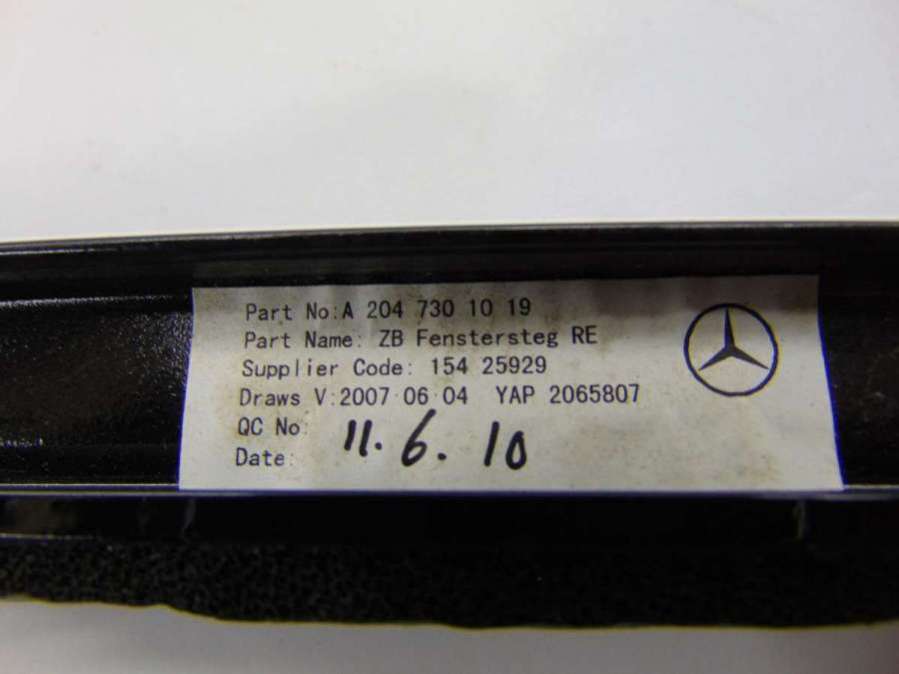 Part No:A 204 730 10 19
Part Name: ZB Fenstersteg RE
Supplier Code: 154 25929
Draws V:2007 06 04 YAP 2065807
QC No:
Date: 11. 6. 10